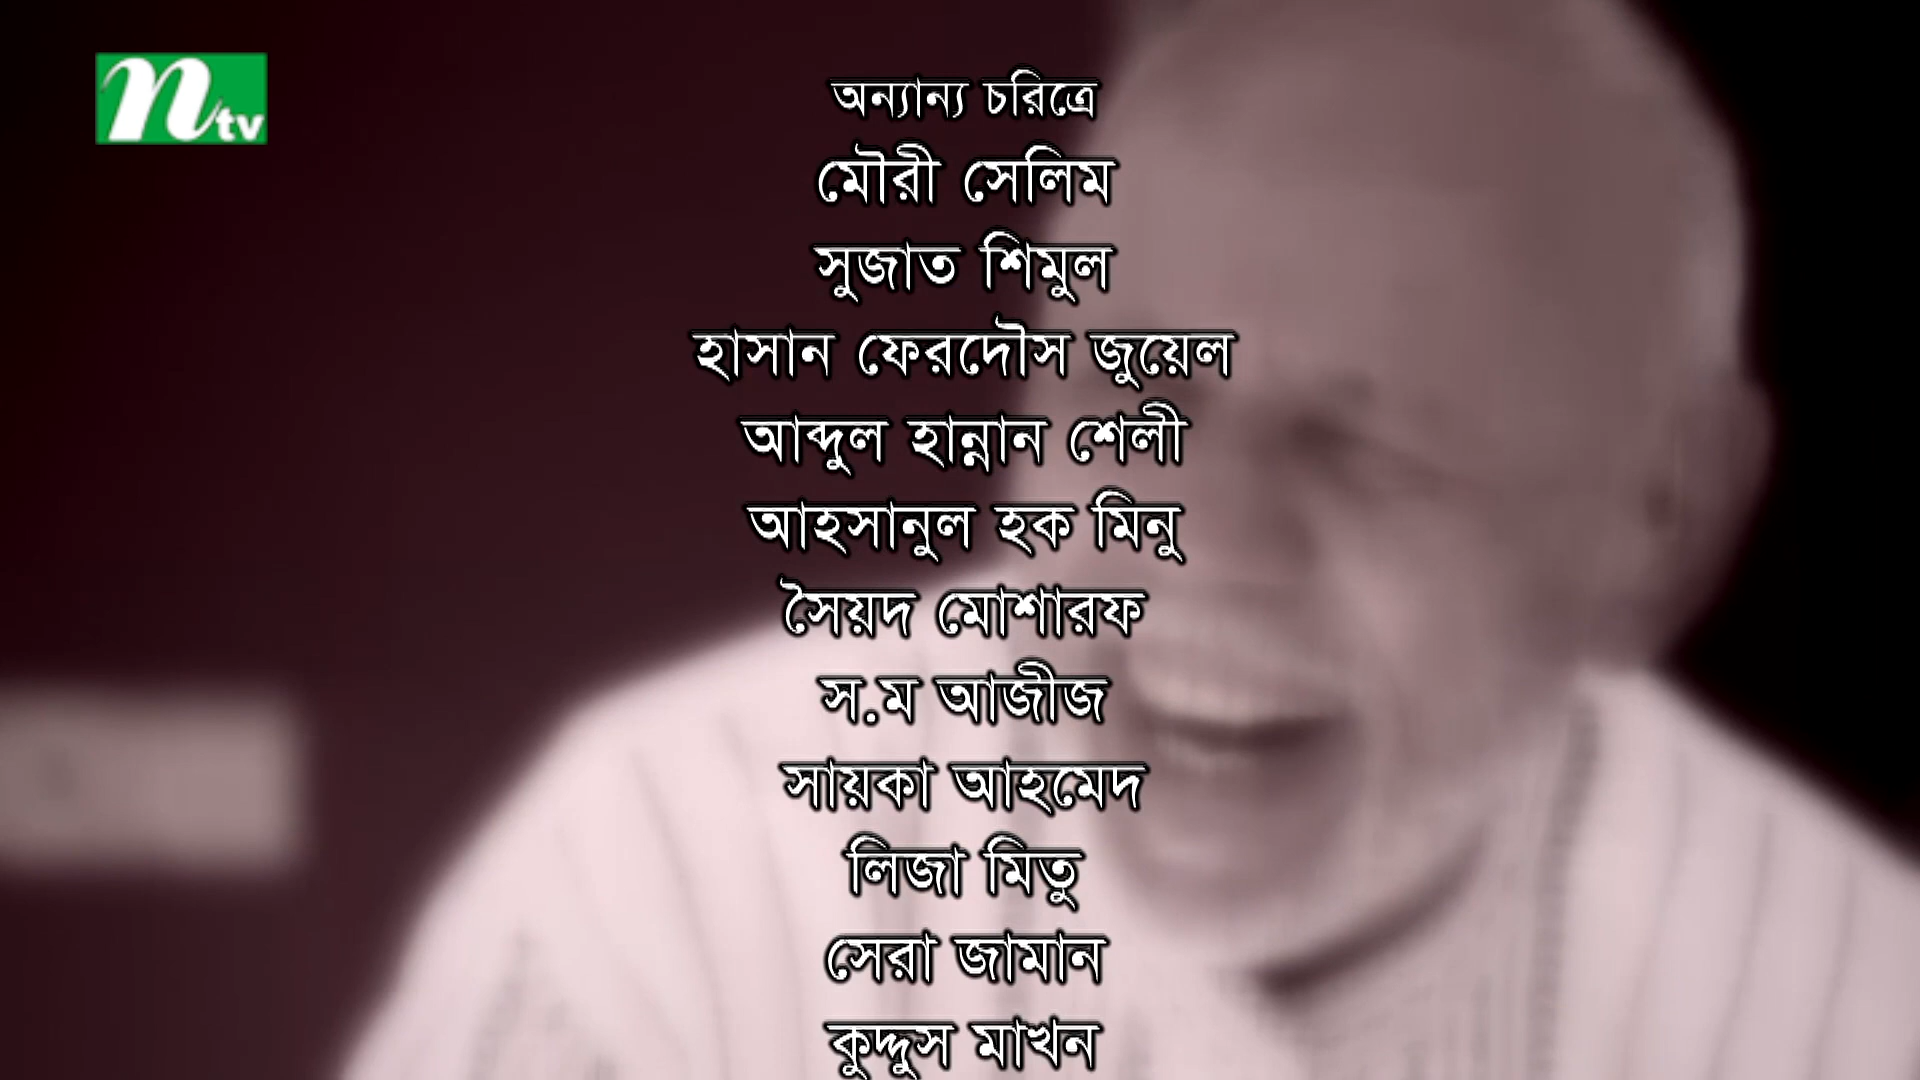 ntv
অন্যান্য চরিত্রে
মৌরী সেলিম
সুজাত শিমুল
হাসান ফেরদৌস জুয়েল
আব্দুল হান্নান শেলী
আহসানুল হক মিনু
সৈয়দ মোশারফ
স.ম আজীজ
সায়কা আহমেদ
লিজা মিতু
সেরা জামান
কুদ্দুস মাখন